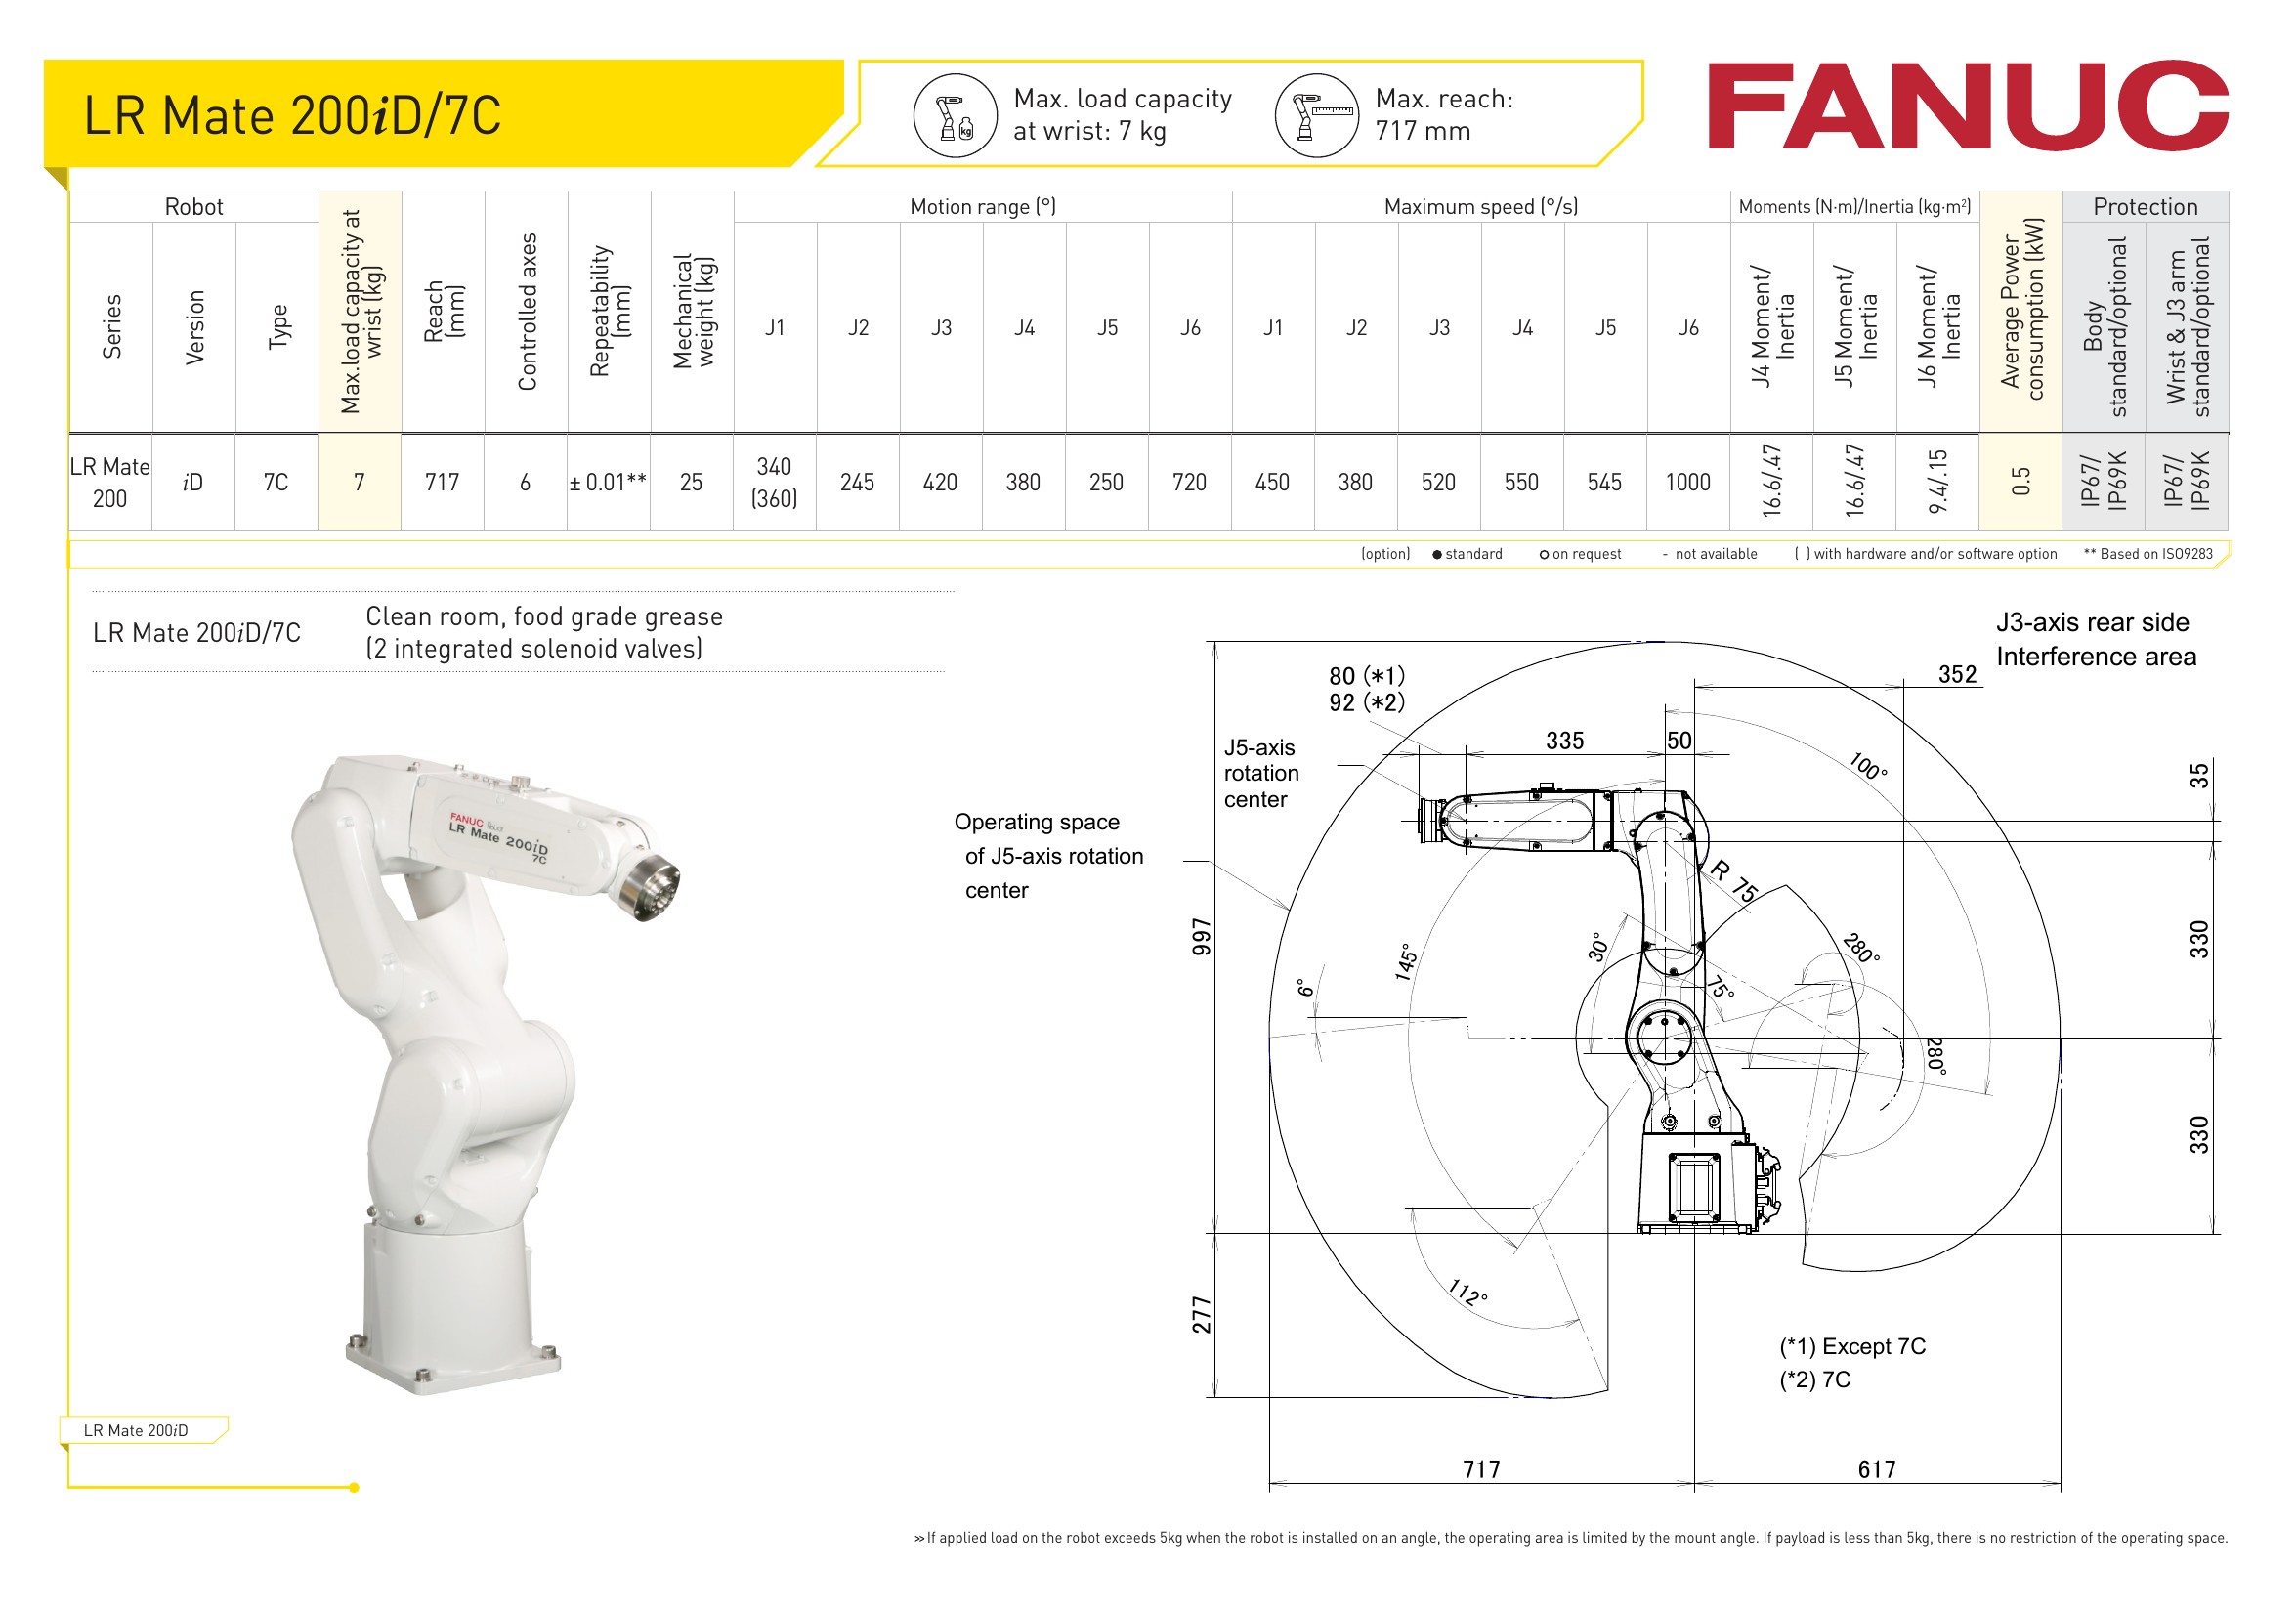 LR Mate 200iD/7C
Max. load capacity
at wrist: 7 kg
kg
Max. reach:
717 mm
FANUC
Robot
Max.load capacity at
wrist (kg)
Reach
(mm)
Controlled axes
Repeatability
(mm)
Mechanical
weight (kg)
Motion range (°)
Maximum speed (°/s)
Moments (N·m)/Inertia (kg·m²)
Average Power
consumption (kW)
Protection
Series
Version
Type
J1 J2 J3 J4 J5 J6 J1 J2 J3 J4 J5 J6
J4 Moment/
Inertia
J5 Moment/
Inertia
J6 Moment/
Inertia
Body
standard/optional
Wrist & J3 arm
standard/optional
LR Mate
200
iD 7C 7 717 6 ± 0.01** 25
340
(360)
245 420 380 250 720 450 380 520 550 545 1000 16.6/.47 16.6/.47 9.4/.15 0.5
IP67/
IP69K
IP67/
IP69K
(option) ● standard ○ on request - not available ( ) with hardware and/or software option ** Based on ISO9283
LR Mate 200iD/7C
Clean room, food grade grease
(2 integrated solenoid valves)
J3-axis rear side
Interference area
352
80 (*1)
92 (*2)
335
50
J5-axis
rotation
center
100°
35
Operating space
of J5-axis rotation
center
R 75
997
145°
30°
75°
280°
330
6°
280°
330
112°
277
(*1) Except 7C
(*2) 7C
717
617
FANUC Robot
LR Mate 200iD
7C
LR Mate 200iD
>> If applied load on the robot exceeds 5kg when the robot is installed on an angle, the operating area is limited by the mount angle. If payload is less than 5kg, there is no restriction of the operating space.